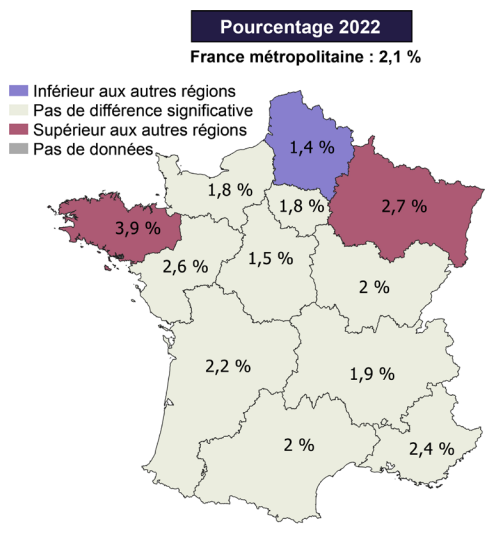 Pourcentage 2022
France métropolitaine : 2,1 %
Inférieur aux autres régions
Pas de différence significative
Supérieur aux autres régions
Pas de données
1,4 %
1,8 %
1,8 %
2,7 %
3,9 %
2,6 %
1,5 %
2 %
2,2 %
1,9 %
2 %
2,4 %